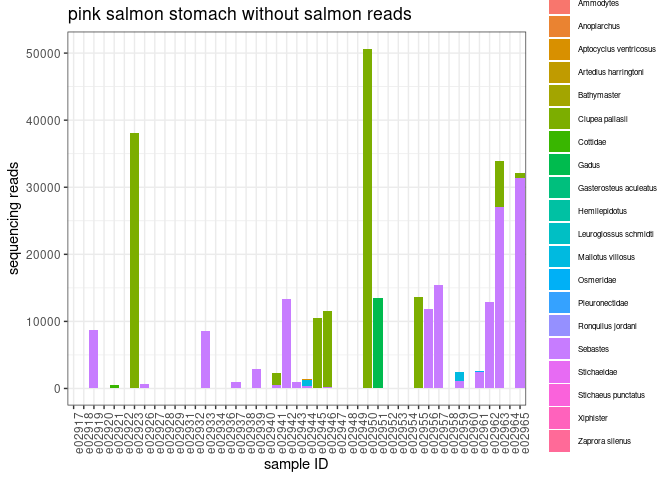 pink salmon stomach without salmon reads
sequencing reads
50000
40000
30000
20000
10000
0
e02917
e02918
e02919
e02920
e02921
e02922
e02923
e02926
e02927
e02928
e02929
e02931
e02932
e02933
e02934
e02936
e02937
e02938
e02939
e02940
e02941
e02942
e02943
e02944
e02945
e02946
e02947
e02948
e02949
e02950
e02951
e02952
e02953
e02954
e02955
e02956
e02957
e02958
e02959
e02960
e02961
e02962
e02963
e02964
e02965
sample ID
Ammodytes
Anoplarchus
Aptocyclus ventricosus
Artedius harringtoni
Bathymaster
Clupea pallasii
Cottidae
Gadus
Gasterosteus aculeatus
Hemilepidotus
Leuroglossus schmidti
Mallotus villosus
Osmeridae
Pleuronectidae
Ronquilus jordani
Sebastes
Stichaeidae
Stichaeus punctatus
Xiphister
Zaprora silenus